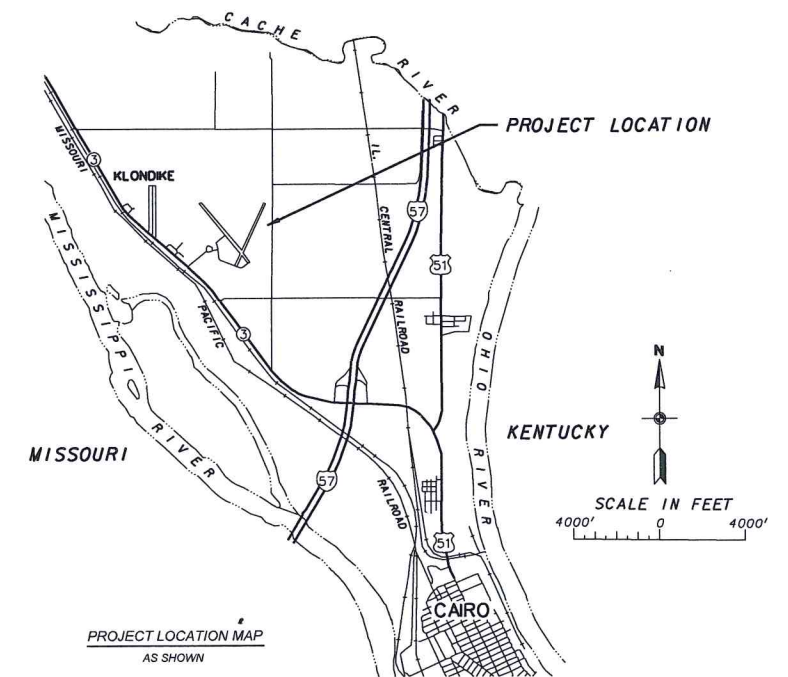 CACHE
RIVER
PROJECT LOCATION
IL.
CENTRAL
RAILROAD
MISSOURI
3
KLONDIKE
57
51
MISSISSIPPI
RIVER
PACIFIC
3
RAILROAD
OHIO
RIVER
N
KENTUCKY
MISSOURI
57
51
SCALE IN FEET
4000' 0 4000'
CAIRO
PROJECT LOCATION MAP
AS SHOWN